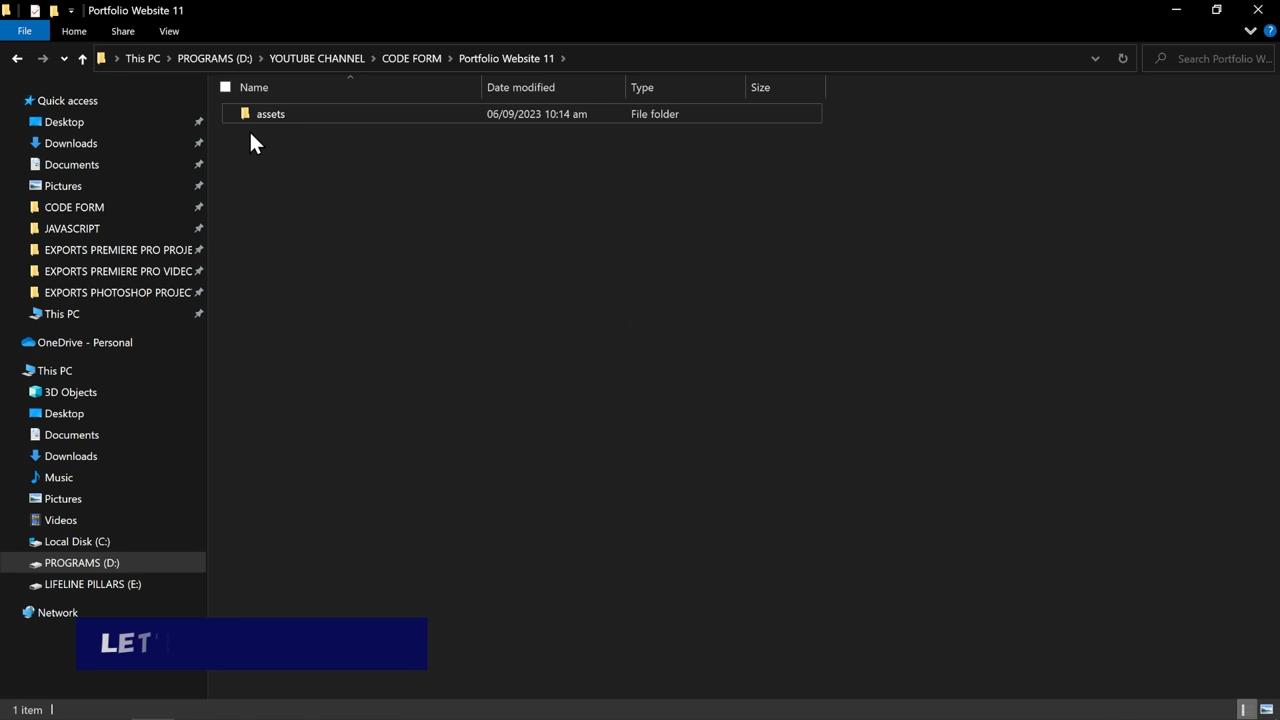 Portfolio Website 11
File Home Share View
This PC PROGRAMS (D:) YOUTUBE CHANNEL CODE FORM Portfolio Website 11
Search Portfolio W...
Name Date modified Type Size
assets 06/09/2023 10:14 am File folder
Quick access
Desktop
Downloads
Documents
Pictures
CODE FORM
JAVASCRIPT
EXPORTS PREMIERE PRO PROJE
EXPORTS PREMIERE PRO VIDEC
EXPORTS PHOTOSHOP PROJEC
This PC
OneDrive - Personal
This PC
3D Objects
Desktop
Documents
Downloads
Music
Pictures
Videos
Local Disk (C:)
PROGRAMS (D:)
LIFELINE PILLARS (E:)
Network
LET'
1 item